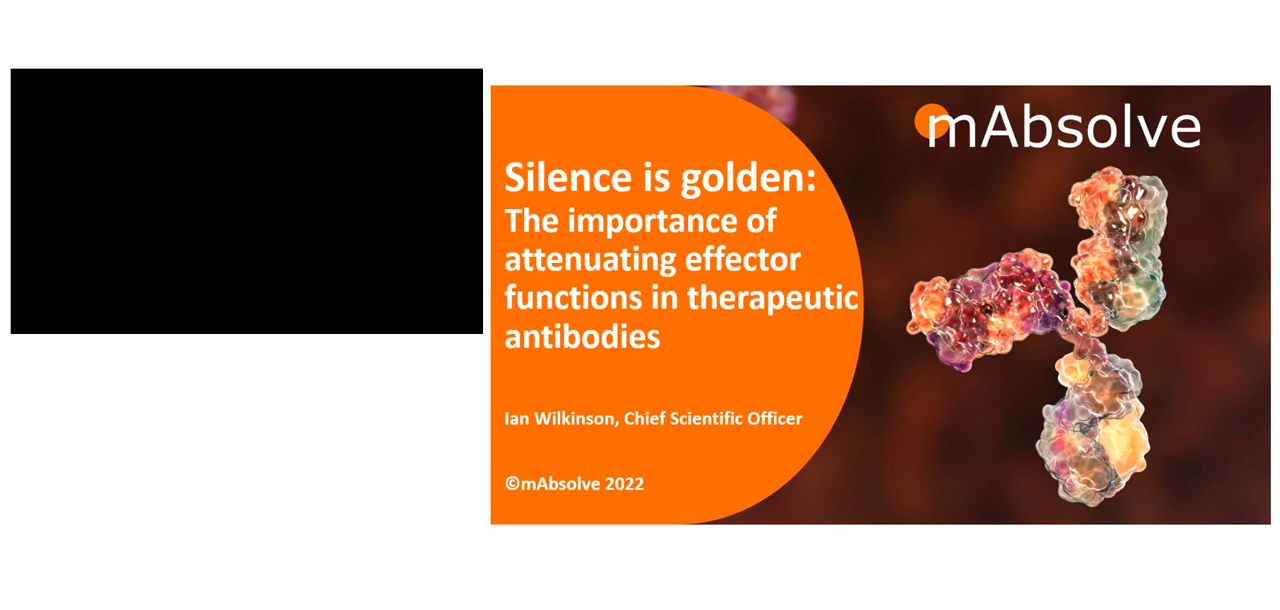 mAbsolve
Silence is golden:
The importance of
attenuating effector
functions in therapeutic
antibodies
Ian Wilkinson, Chief Scientific Officer
©mAbsolve 2022